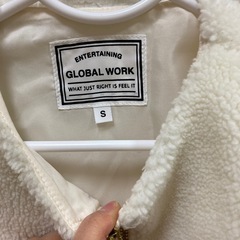 ENTERTAINING
GLOBAL WORK
WHAT JUST RIGHT IS FEEL IT
S